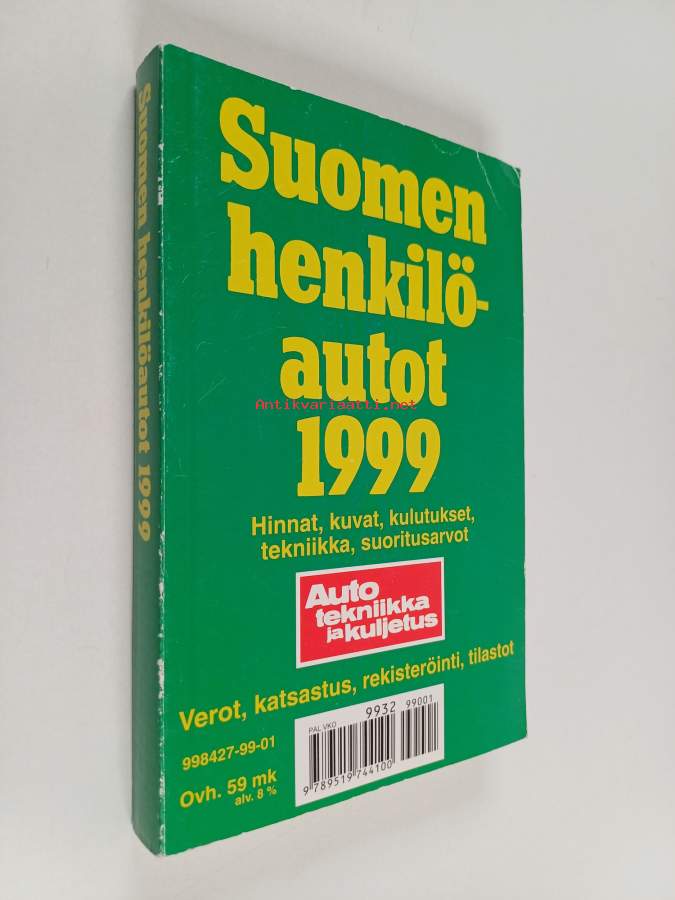 Suomen henkilöautot 1999
Suomen
henkilö-
autot
1999
Antikvariaatti.net
Hinnat, kuvat, kulutukset,
tekniikka, suoritusarvot
Auto
tekniikka
ja kuljetus
Verot, katsastus, rekisteröinti, tilastot
998427-99-01
Ovh. 59 mk
alv. 8 %
PAL VKO
9932 99001
9 789519 744100